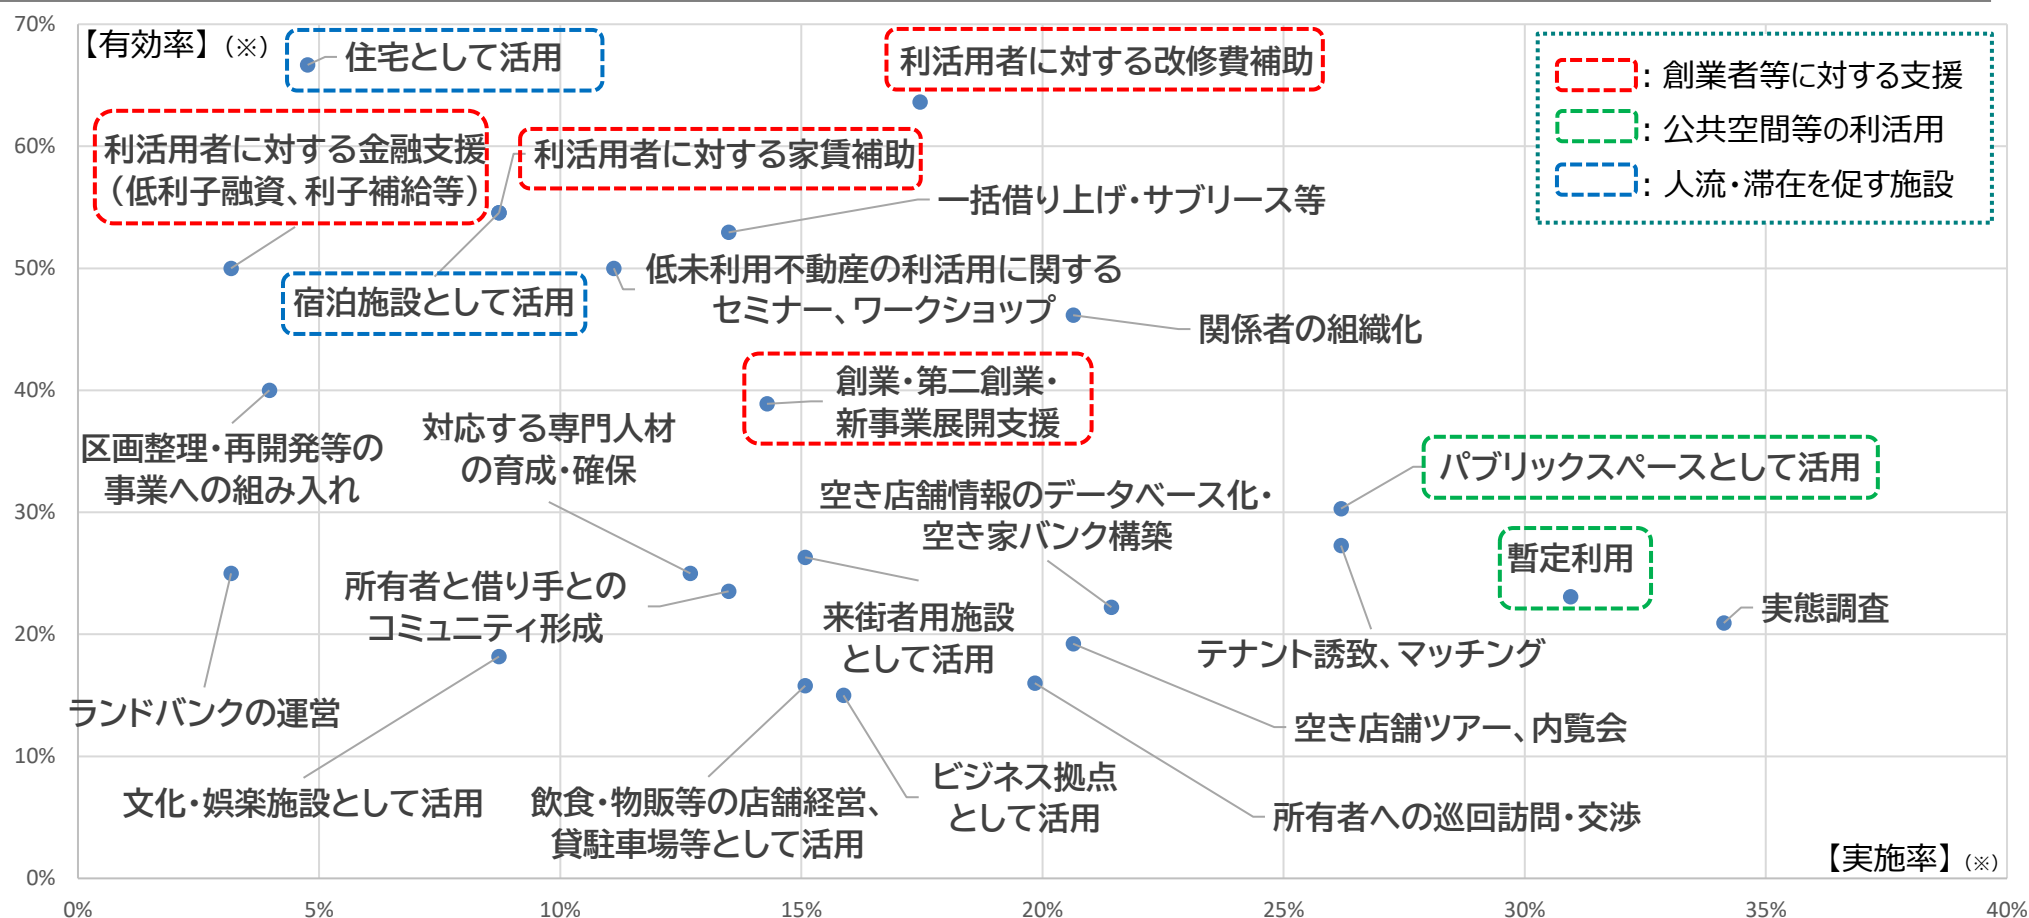 70%
【有効率】(※)
住宅として活用
利活用者に対する改修費補助
: 創業者等に対する支援
: 公共空間等の利活用
: 人流・滞在を促す施設
60%
利活用者に対する金融支援
(低利子融資、利子補給等)
利活用者に対する家賃補助
一括借り上げ・サブリース等
50%
低未利用不動産の利活用に関する
セミナー、ワークショップ
宿泊施設として活用
関係者の組織化
40%
創業・第二創業・
新事業展開支援
区画整理・再開発等の
事業への組み入れ
対応する専門人材
の育成・確保
パブリックスペースとして活用
30%
空き店舗情報のデータベース化・
空き家バンク構築
暫定利用
所有者と借り手との
コミュニティ形成
来街者用施設
として活用
実態調査
20%
テナント誘致、マッチング
ランドバンクの運営
空き店舗ツアー、内覧会
10%
文化・娯楽施設として活用
飲食・物販等の店舗経営、
貸駐車場等として活用
ビジネス拠点
として活用
所有者への巡回訪問・交渉
【実施率】(※)
0%
0%
5%
10%
15%
20%
25%
30%
35%
40%